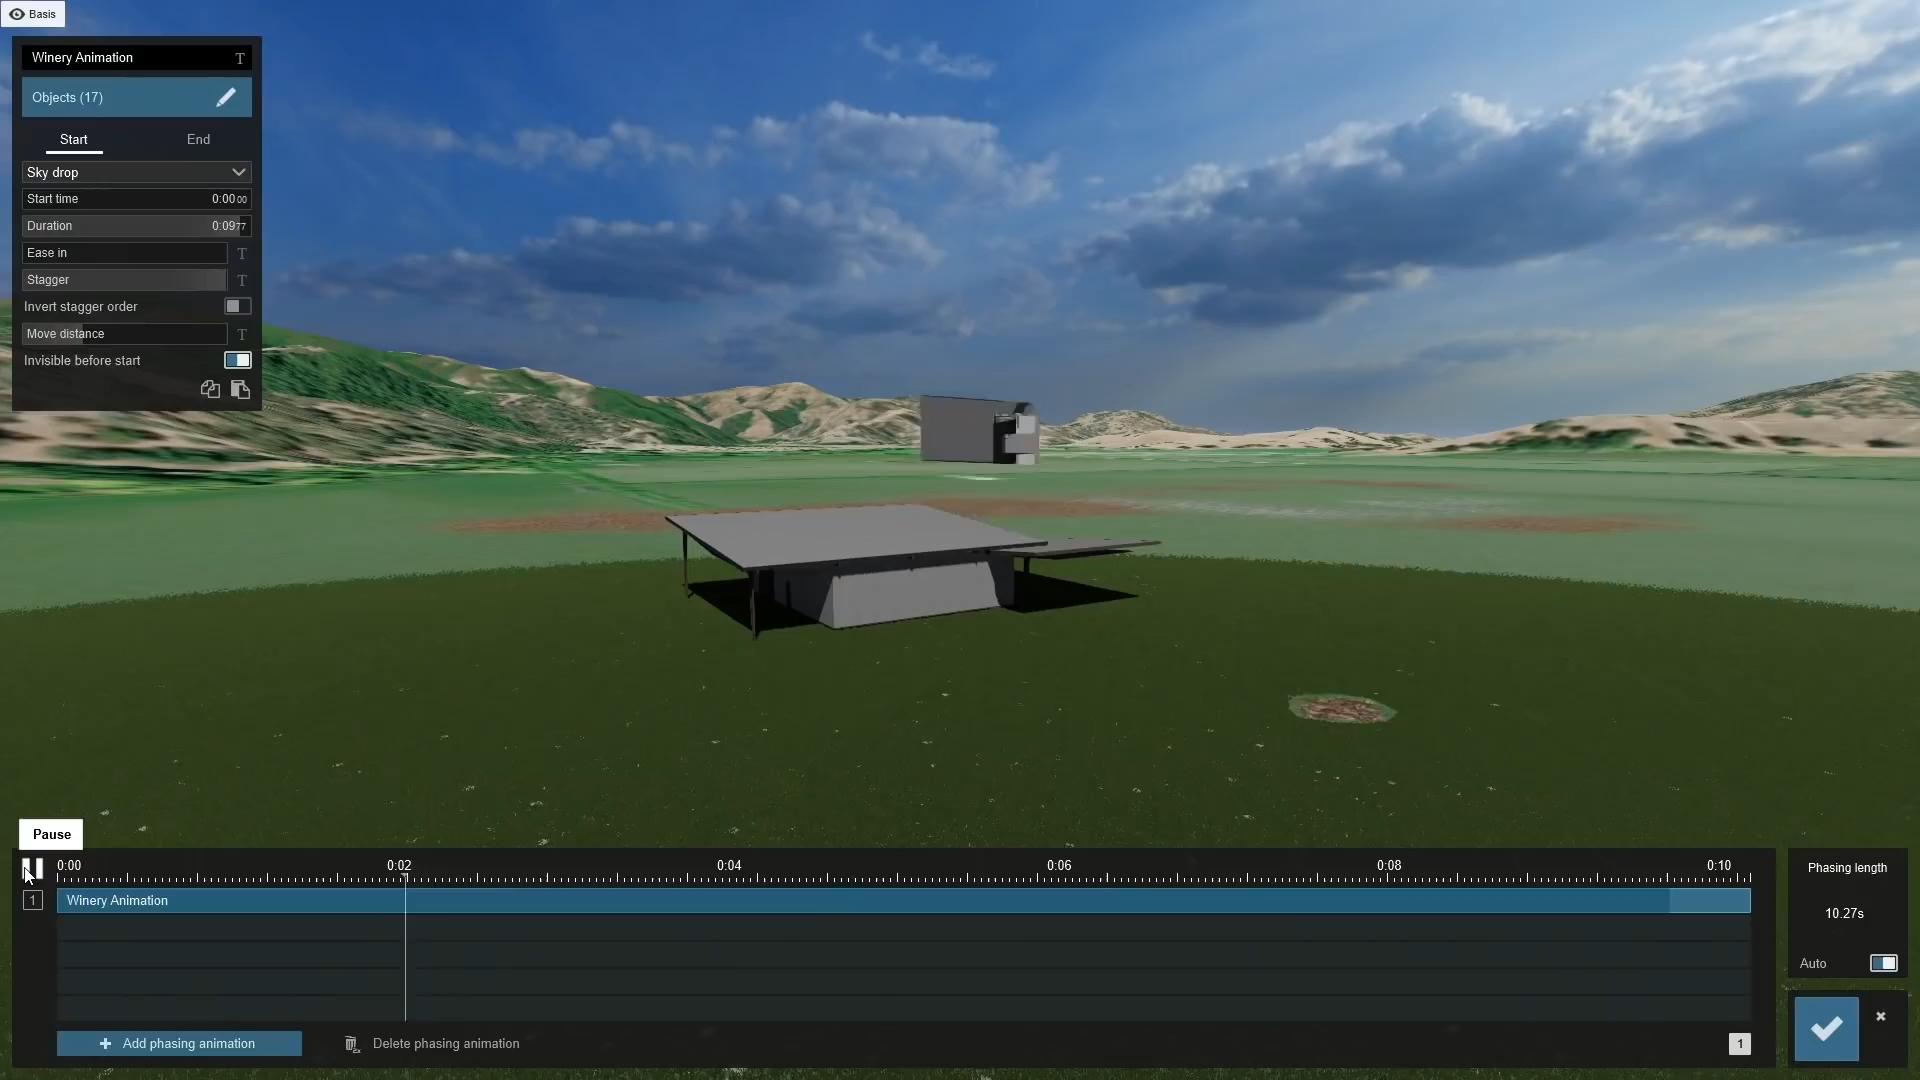 Basis
Winery Animation T
Objects (17)
Start End
Sky drop
Start time 0:00 00
Duration 0:09 77
Ease in T
Stagger T
Invert stagger order
Move distance T
Invisible before start
Pause
0:00 0:02 0:04 0:06 0:08 0:10
1 Winery Animation
Phasing length
10.27s
Auto
+ Add phasing animation Delete phasing animation 1